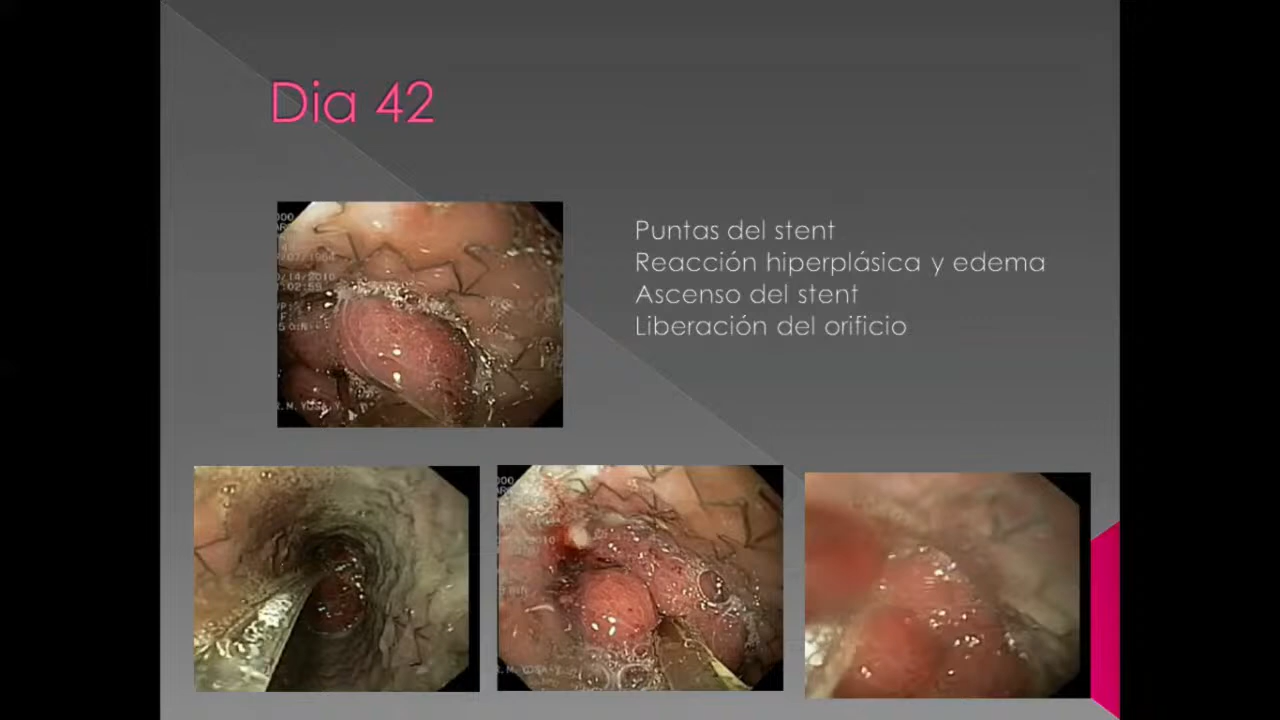 Dia 42
Puntas del stent
Reacción hiperplásica y edema
Ascenso del stent
Liberación del orificio